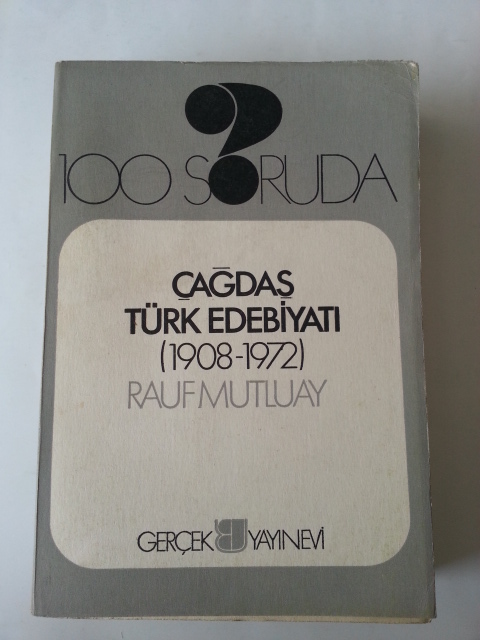 100 SORUDA
ÇAĞDAŞ
TÜRK EDEBİYATI
(1908-1972)
RAUF MUTLUAY
GERÇEK YAYINEVİ